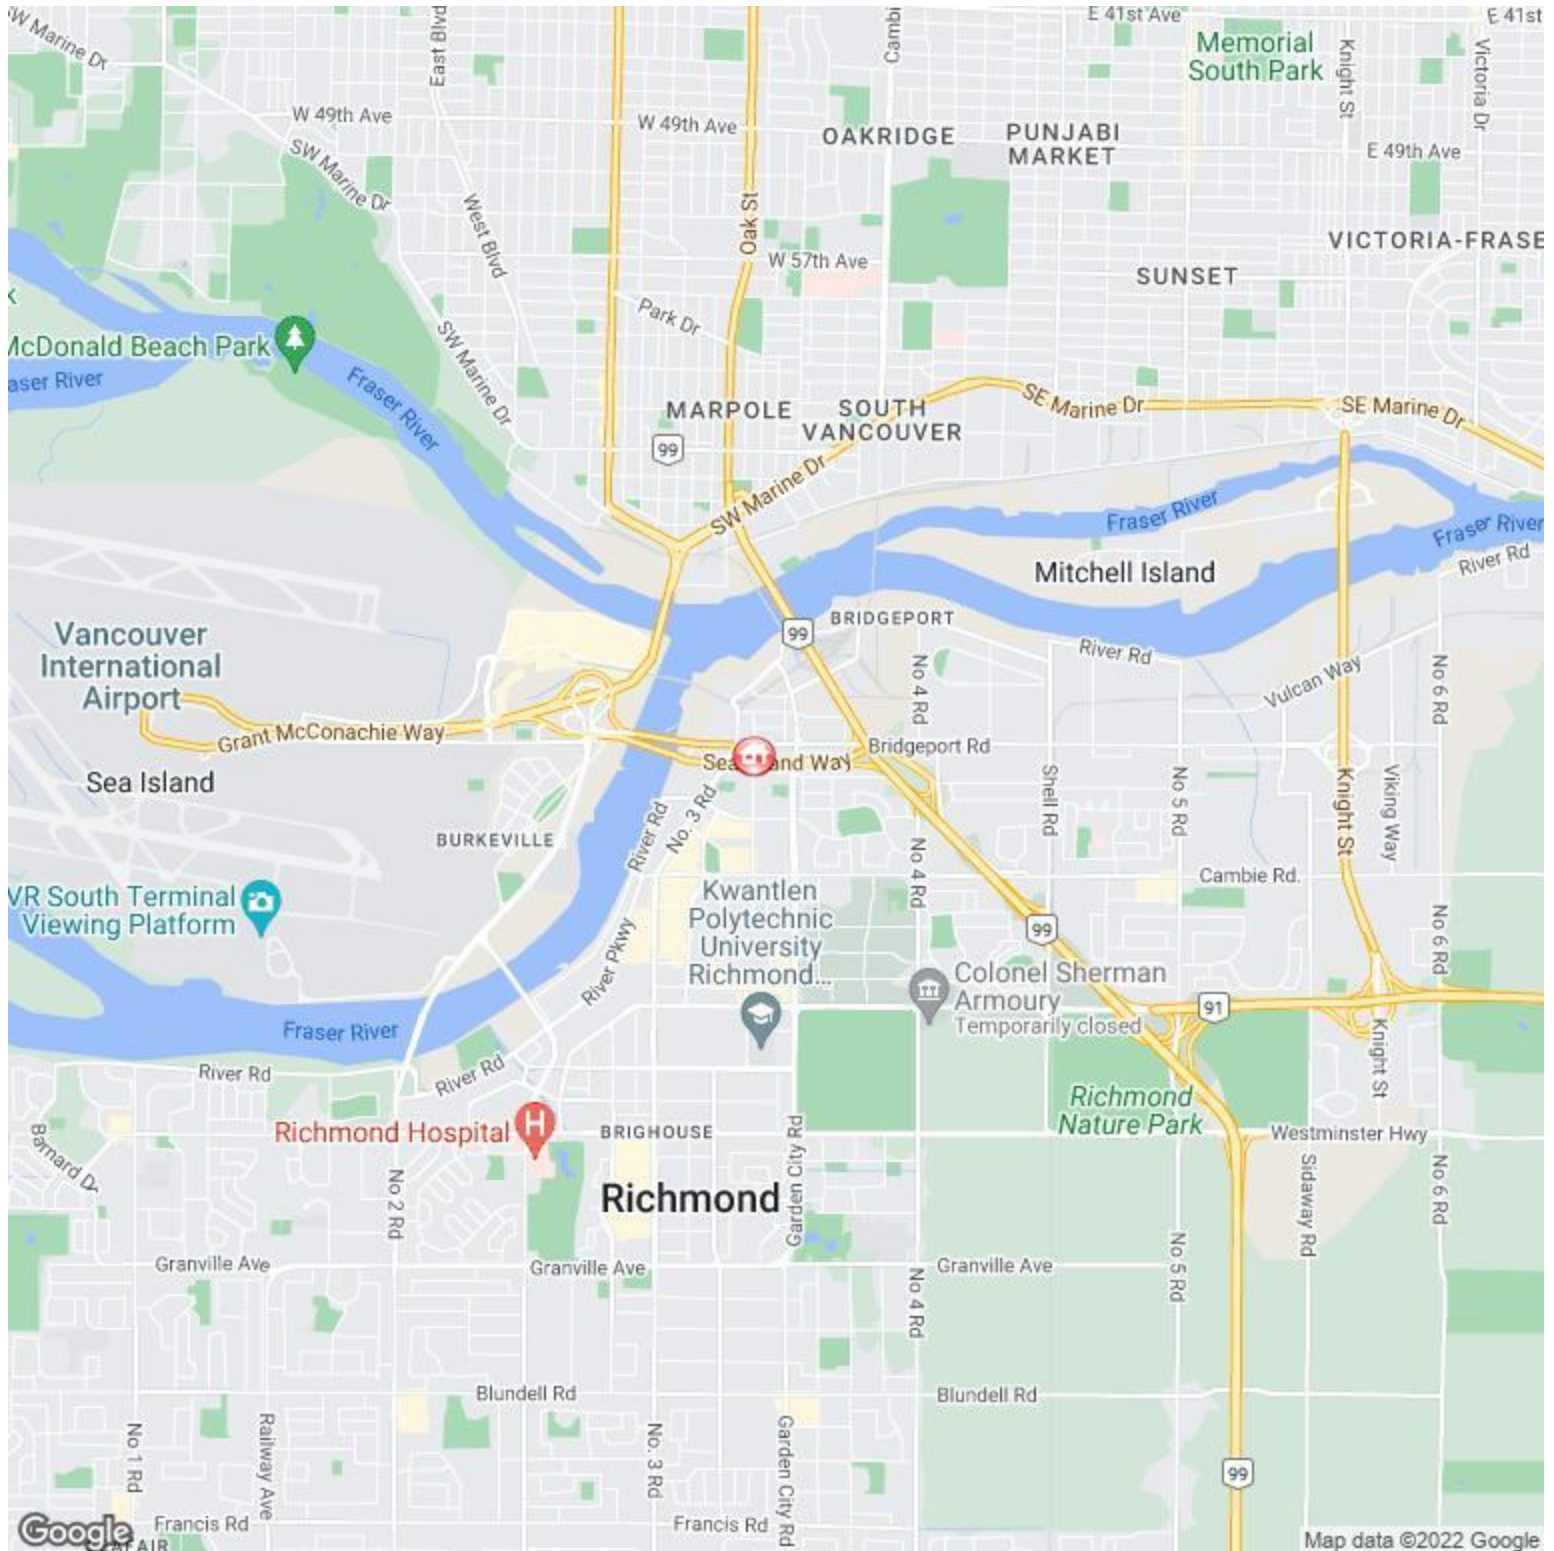 SW Marine Dr
East Blvd
Cambi
E 41st Ave
E 41st
Memorial
South Park
Knight St
Victoria Dr
W 49th Ave
W 49th Ave
OAKRIDGE
PUNJABI
MARKET
E 49th Ave
SW Marine Dr
West Blvd
Oak St
W 57th Ave
VICTORIA-FRASE
SUNSET
k
Park Dr
McDonald Beach Park
aser River
Fraser River
SW Marine Dr
MARPOLE
SOUTH
VANCOUVER
SE Marine Dr
SE Marine Dr
99
SW Marine Dr
Fraser River
Fraser River
River Rd
Mitchell Island
BRIDGEPORT
99
Vancouver
International
Airport
River Rd
No 4 Rd
Vulcan Way
No 6 Rd
Grant McConachie Way
Bridgeport Rd
Sea
and Way
Sea Island
Shell Rd
No 5 Rd
Knight St
Viking Way
River Rd
No. 3 Rd
BURKEVILLE
No 4 Rd
Cambie Rd.
VR South Terminal
Viewing Platform
Kwantlen
Polytechnic
University
Richmond...
River Pkwy
99
No 6 Rd
Colonel Sherman
Armoury
Temporarily closed
91
Fraser River
Knight St
River Rd
River Rd
Richmond
Nature Park
Richmond Hospital
H
BRIGHOUSE
Garden City Rd
Westminster Hwy
Barnard Dr
No 2 Rd
Richmond
Sidaway Rd
No 6 Rd
Granville Ave
Granville Ave
Granville Ave
No 4 Rd
No 5 Rd
Blundell Rd
Blundell Rd
No 1 Rd
Railway Ave
No. 3 Rd
Garden City Rd
99
Google
Francis Rd
Francis Rd
AFAIR
Map data ©2022 Google